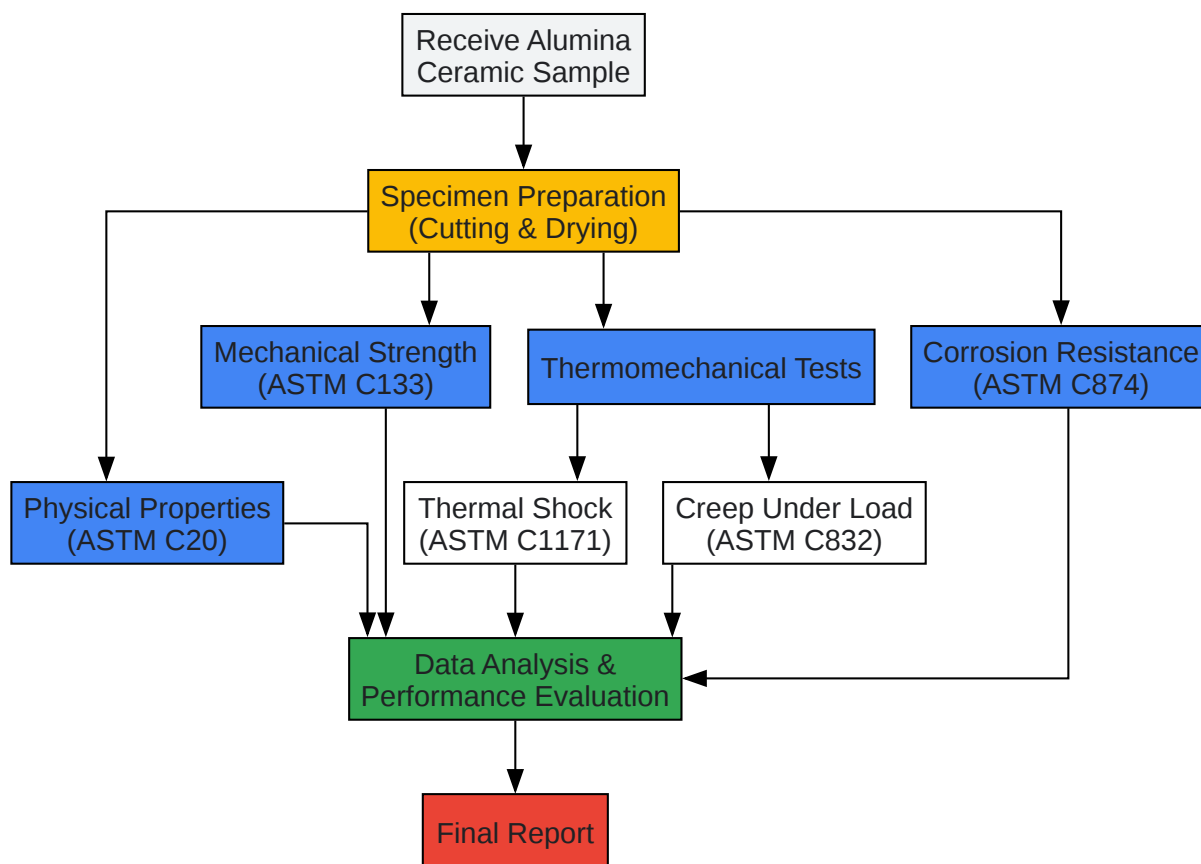 Receive Alumina
Ceramic Sample
Specimen Preparation
(Cutting & Drying)
Mechanical Strength
(ASTM C133)
Thermomechanical Tests
Corrosion Resistance
(ASTM C874)
Physical Properties
(ASTM C20)
Thermal Shock
(ASTM C1171)
Creep Under Load
(ASTM C832)
Data Analysis &
Performance Evaluation
Final Report